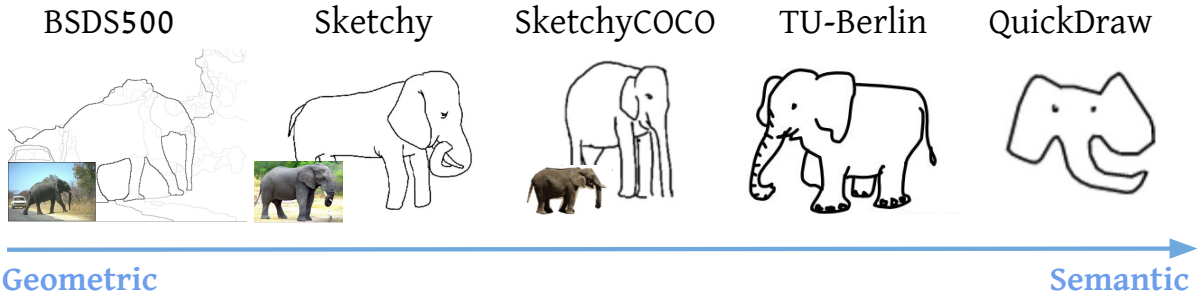 BSDS500 Sketchy SketchyCOCO TU-Berlin QuickDraw
Geometric Semantic